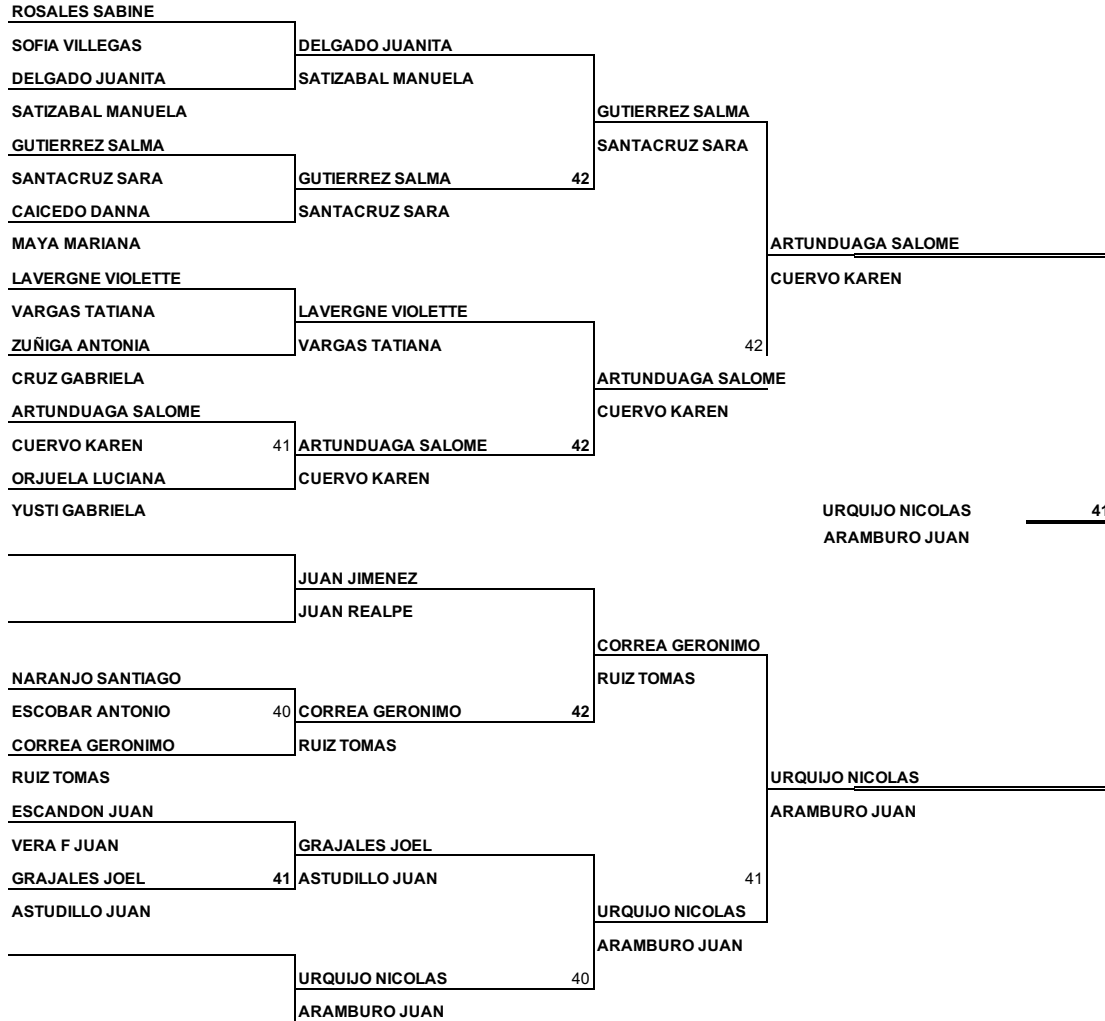 ROSALES SABINE
SOFIA VILLEGAS DELGADO JUANITA
DELGADO JUANITA SATIZABAL MANUELA
SATIZABAL MANUELA GUTIERREZ SALMA
GUTIERREZ SALMA SANTACRUZ SARA
SANTACRUZ SARA GUTIERREZ SALMA 42
CAICEDO DANNA SANTACRUZ SARA
MAYA MARIANA ARTUNDUAGA SALOME
LAVERGNE VIOLETTE CUERVO KAREN
VARGAS TATIANA LAVERGNE VIOLETTE
ZUÑIGA ANTONIA VARGAS TATIANA 42
CRUZ GABRIELA ARTUNDUAGA SALOME
ARTUNDUAGA SALOME CUERVO KAREN
CUERVO KAREN 41 ARTUNDUAGA SALOME 42
ORJUELA LUCIANA CUERVO KAREN
YUSTI GABRIELA URQUIJO NICOLAS 41
ARAMBURO JUAN
JUAN JIMENEZ
JUAN REALPE
CORREA GERONIMO
NARANJO SANTIAGO RUIZ TOMAS
ESCOBAR ANTONIO 40 CORREA GERONIMO 42
CORREA GERONIMO RUIZ TOMAS
RUIZ TOMAS URQUIJO NICOLAS
ESCANDON JUAN ARAMBURO JUAN
VERA F JUAN GRAJALES JOEL
GRAJALES JOEL 41 ASTUDILLO JUAN 41
ASTUDILLO JUAN URQUIJO NICOLAS
ARAMBURO JUAN
URQUIJO NICOLAS 40
ARAMBURO JUAN